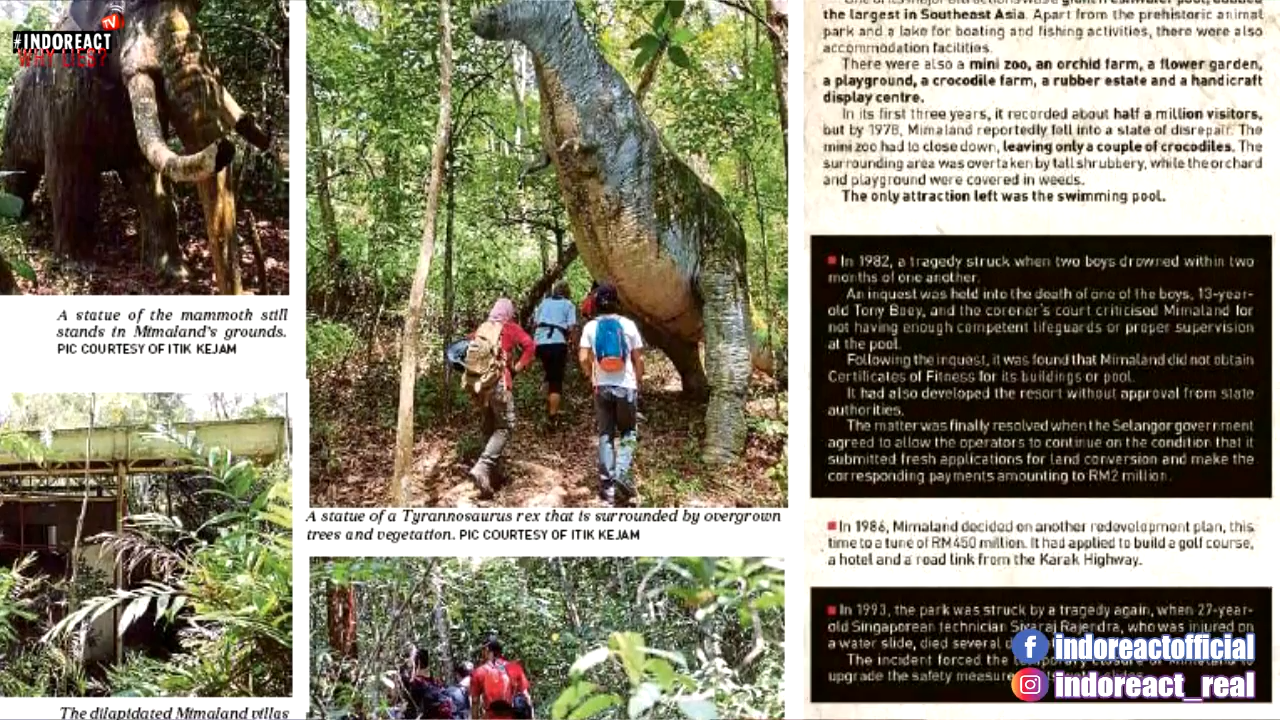 TV
#INDOREACT
WHY LIES?
A statue of the mammoth still
stands in Mimaland's grounds.
PIC COURTESY OF ITIK KEJAM
The dilapidated Mimaland villas
A statue of a Tyrannosaurus rex that is surrounded by overgrown
trees and vegetation. PIC COURTESY OF ITIK KEJAM
the largest in Southeast Asia. Apart from the prehistoric animal
park and a lake for boating and fishing activities, there were also
accommodation facilities.
There were also a mini zoo, an orchid farm, a flower garden,
a playground, a crocodile farm, a rubber estate and a handicraft
display centre.
In its first three years, it recorded about half a million visitors,
but by 1978, Mimaland reportedly fell into a state of disrepair. The
mini zoo had to close down, leaving only a couple of crocodiles. The
surrounding area was overtaken by tall shrubbery, while the orchard
and playground were covered in weeds.
The only attraction left was the swimming pool.
In 1982, a tragedy struck when two boys drowned within two
months of one another.
An inquest was held into the death of one of the boys, 13-year-
old Tony Booy, and the coroner's court criticised Mimaland for
not having enough competent lifeguards or proper supervision
at the pool.
Following the inquest, it was found that Mimaland did not obtain
Certificates of Fitness for its buildings or pool.
It had also developed the resort without approval from state
authorities.
The matter was finally resolved when the Selangor government
agreed to allow the operators to continue on the condition that it
submitted fresh applications for land conversion and make the
corresponding payments amounting to RM2 million.
In 1986, Mimaland decided on another redevelopment plan, this
time to a tune of RM450 million. It had applied to build a golf course,
a hotel and a road link from the Karak Highway.
In 1993, the park was struck by a tragedy again, when 27-year-
old Singaporean technician Sivaraj Rajendra, who was injured on
a water slide, died several
The incident forced the temporary closure of Mimaland to
upgrade the safety measure
indoreactofficial
indoreact_real